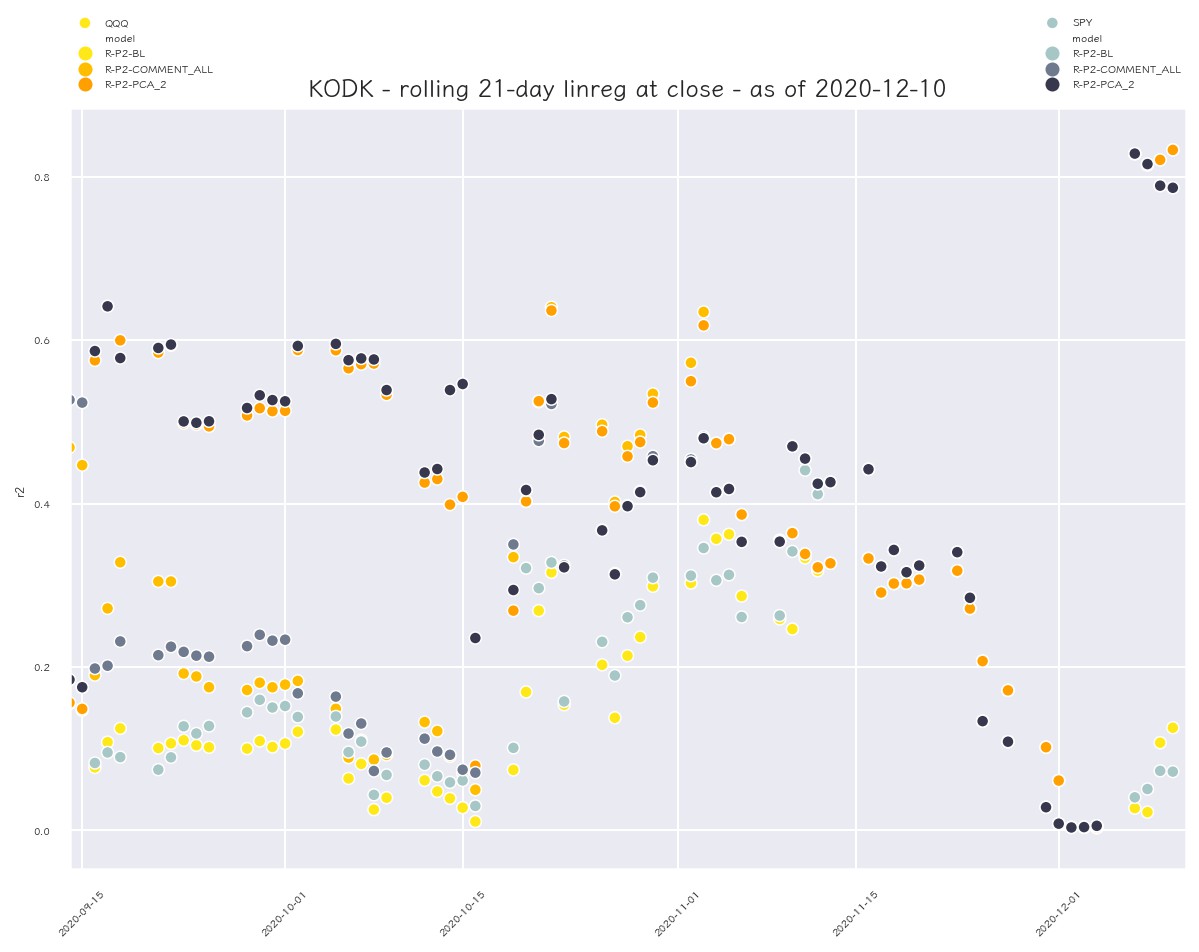 QQQ
model
R-P2-BL
R-P2-COMMENT_ALL
R-P2-PCA_2
SPY
model
R-P2-BL
R-P2-COMMENT_ALL
R-P2-PCA_2
KODK - rolling 21-day linreg at close - as of 2020-12-10
r2
0.8
0.6
0.4
0.2
0.0
2020-09-15
2020-10-01
2020-10-15
2020-11-01
2020-11-15
2020-12-01